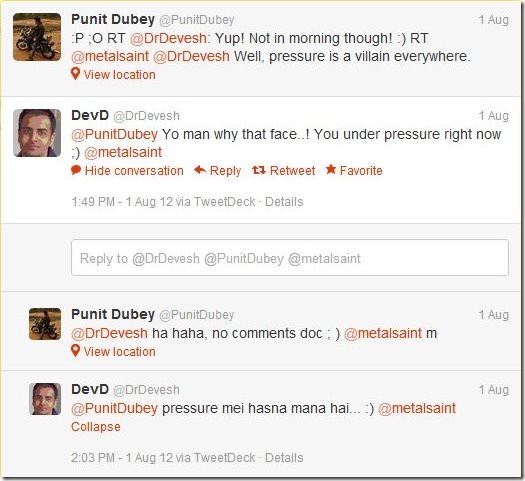 Punit Dubey @PunitDubey 1 Aug
:P ;O RT @DrDevesh: Yup! Not in morning though! :) RT
@metalsaint @DrDevesh Well, pressure is a villain everywhere.
View location
DevD @DrDevesh 1 Aug
@PunitDubey Yo man why that face..! You under pressure right now
;) @metalsaint
Hide conversation Reply Retweet Favorite
1:49 PM - 1 Aug 12 via TweetDeck · Details
Reply to @DrDevesh @PunitDubey @metalsaint
Punit Dubey @PunitDubey 1 Aug
@DrDevesh ha haha, no comments doc ; ) @metalsaint m
View location
DevD @DrDevesh 1 Aug
@PunitDubey pressure mei hasna mana hai... :) @metalsaint
Collapse
2:03 PM - 1 Aug 12 via TweetDeck · Details